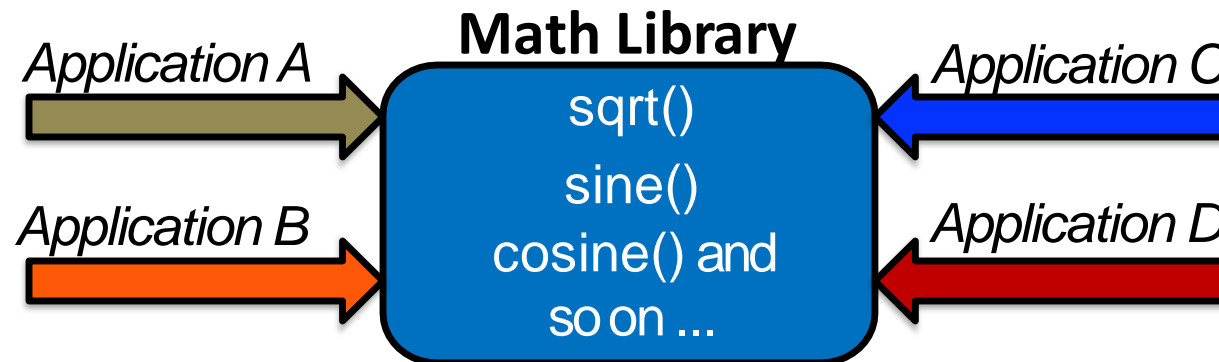 Math Library
Application A
Application C
sqrt()
sine()
Application B
Application D
cosine() and
so on ...